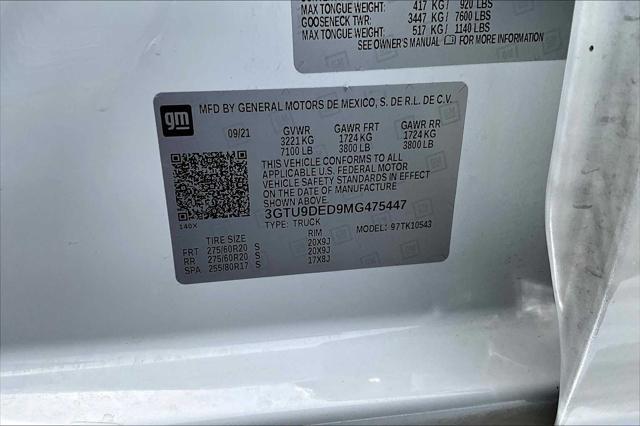 MAX TONGUE WEIGHT: 417 KG / 920 LBS
GOOSENECK TWR: 3447 KG / 7600 LBS
MAX TONGUE WEIGHT: 517 KG / 1140 LBS
SEE OWNER'S MANUAL FOR MORE INFORMATION
gm
MFD BY GENERAL MOTORS DE MEXICO, S. DE R.L. DE C.V.
09/21 GVWR GAWR FRT GAWR RR
3221 KG 1724 KG 1724 KG
7100 LB 3800 LB 3800 LB
THIS VEHICLE CONFORMS TO ALL
APPLICABLE U.S. FEDERAL MOTOR
VEHICLE SAFETY STANDARDS IN EFFECT
ON THE DATE OF MANUFACTURE SHOWN ABOVE.
3GTU9DED9MG475447
140X TYPE: TRUCK MODEL: 97TK10543
TIRE SIZE RIM
FRT 275/60R20 S 20X9J
RR 275/60R20 S 20X9J
SPA 255/80R17 S 17X8J